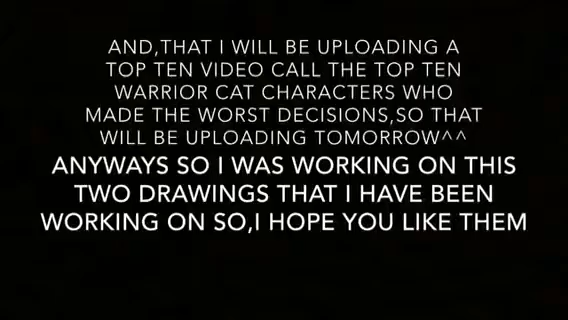 AND,THAT I WILL BE UPLOADING A
TOP TEN VIDEO CALL THE TOP TEN
WARRIOR CAT CHARACTERS WHO
MADE THE WORST DECISIONS,SO THAT
WILL BE UPLOADING TOMORROW^^
ANYWAYS SO I WAS WORKING ON THIS
TWO DRAWINGS THAT I HAVE BEEN
WORKING ON SO,I HOPE YOU LIKE THEM